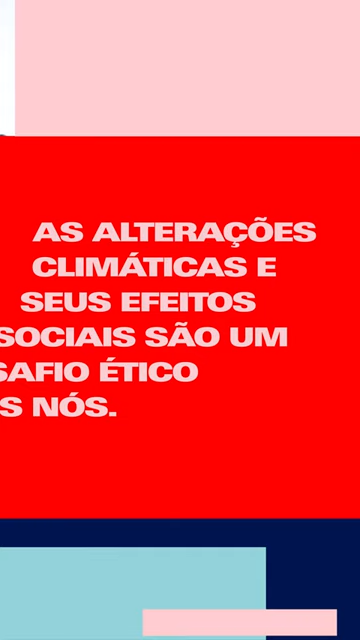 AS ALTERAÇÕES
CLIMÁTICAS E
SEUS EFEITOS
SOCIAIS SÃO UM
SAFIO ÉTICO
S NÓS.